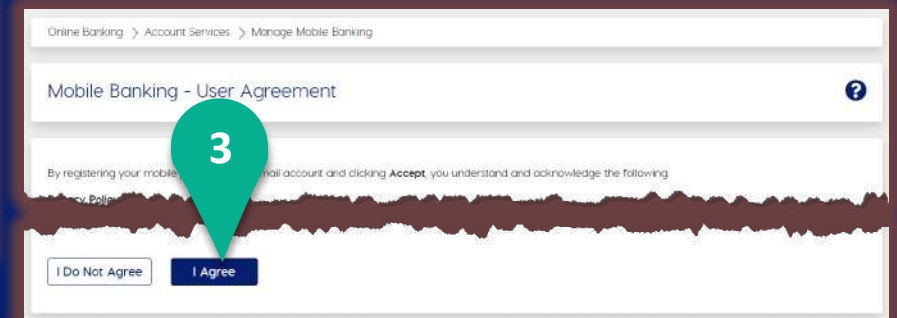 Online Banking > Account Services > Manage Mobile Banking
Mobile Banking - User Agreement
?
3
By registering your mobile mail account and clicking Accept, you understand and acknowledge the following
Policy
I Do Not Agree
I Agree